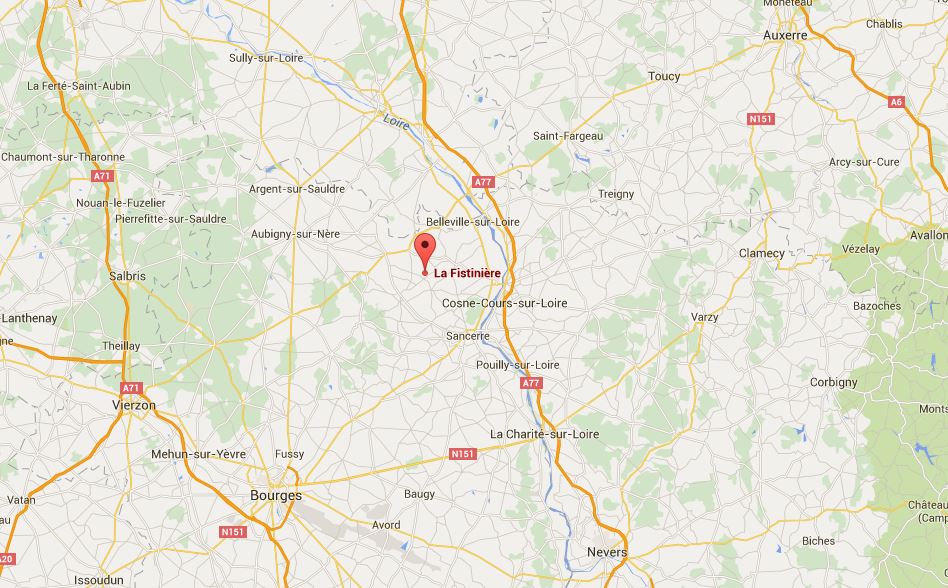 Monéteau
Chablis
Auxerre
Sully-sur-Loire
Toucy
La Ferté-Saint-Aubin
A6
Loire
N151
Saint-Fargeau
Chaumont-sur-Tharonne
Arcy-sur-Cure
A71
A77
Argent-sur-Sauldre
Treigny
Nouan-le-Fuzelier
Pierrefitte-sur-Sauldre
Belleville-sur-Loire
Aubigny-sur-Nère
Avallon
Vézelay
Clamecy
La Fistinière
Salbris
Cosne-Cours-sur-Loire
Bazoches
Lanthenay
Varzy
Sancerre
Theillay
Pouilly-sur-Loire
A71
A77
Corbigny
Vierzon
Monts
La Charité-sur-Loire
Mehun-sur-Yèvre
Fussy
N151
Bourges
Baugy
Vatan
Château
(Camp
Avord
N151
Biches
Nevers
A20
Issoudun